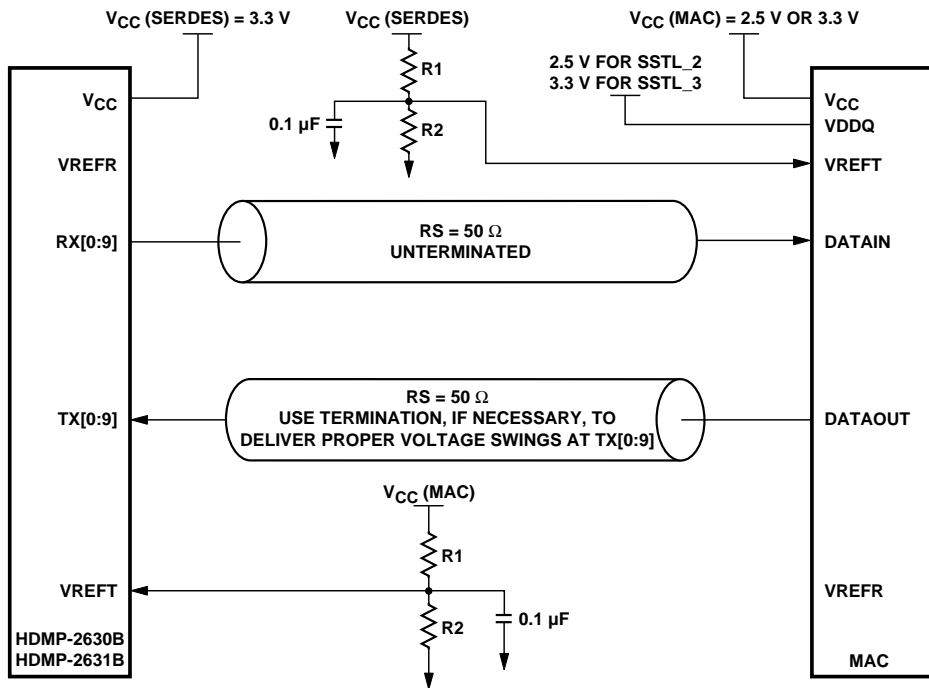 VCC (SERDES) = 3.3 V
VCC (SERDES)
VCC (MAC) = 2.5 V OR 3.3 V
R1
2.5 V FOR SSTL_2
3.3 V FOR SSTL_3
VCC
VCC
0.1 µF
R2
VDDQ
VREFR
VREFT
RS = 50 Ω
RX[0:9]
UNTERMINATED
DATAIN
RS = 50 Ω
TX[0:9]
USE TERMINATION, IF NECESSARY, TO
DELIVER PROPER VOLTAGE SWINGS AT TX[0:9]
DATAOUT
VCC (MAC)
R1
VREFT
VREFR
R2
0.1 µF
HDMP-2630B
HDMP-2631B
MAC